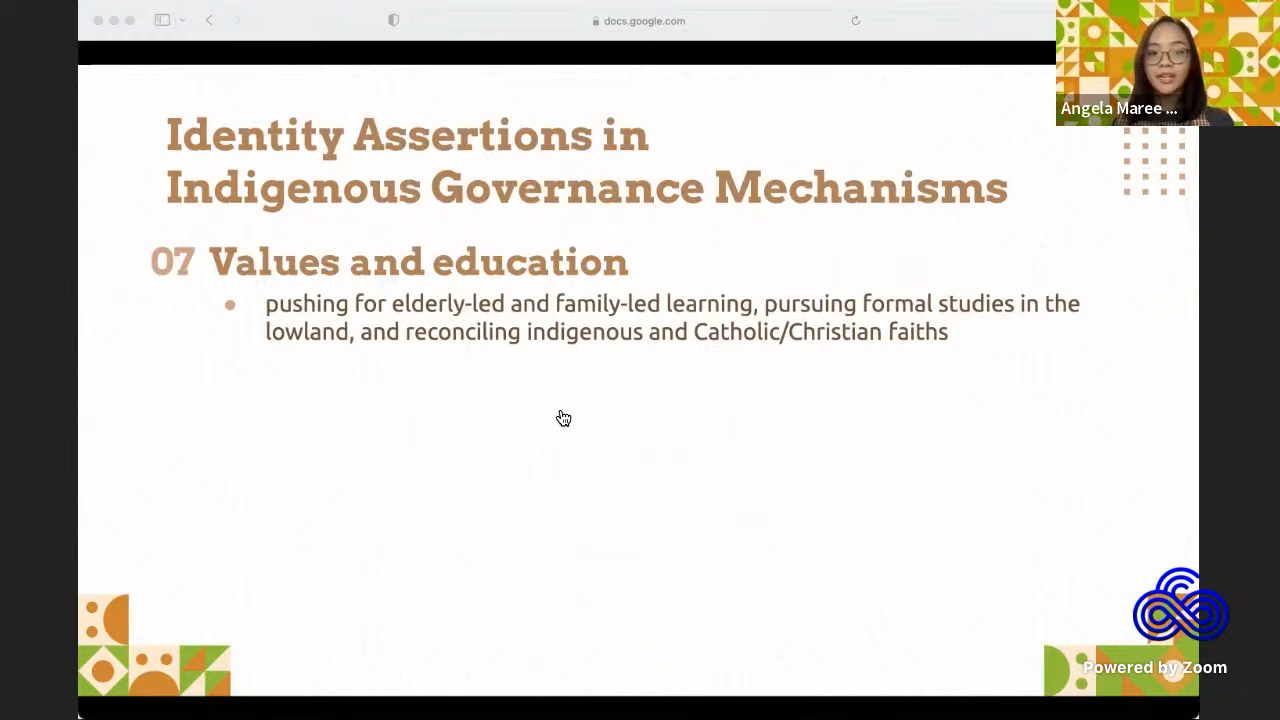 docs.google.com
Angela Maree ...
Identity Assertions in
Indigenous Governance Mechanisms
07 Values and education
pushing for elderly-led and family-led learning, pursuing formal studies in the
lowland, and reconciling indigenous and Catholic/Christian faiths
Powered by Zoom